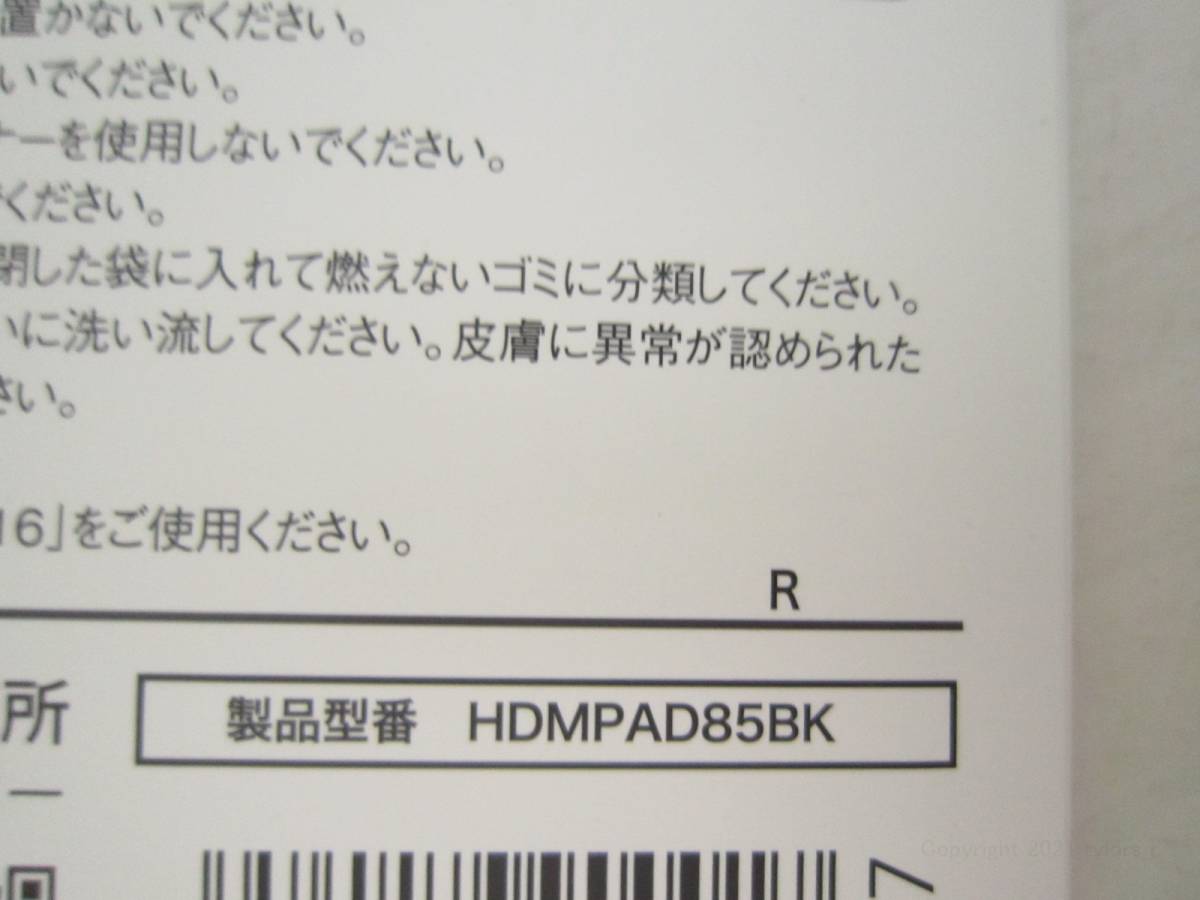 置かないでください。
いでください。
ナーを使用しないでください。
でください。
閉した袋に入れて燃えないゴミに分類してください。
いに洗い流してください。皮膚に異常が認められた
さい。
16」をご使用ください。
R
所
製品型番 HDMPAD85BK
7